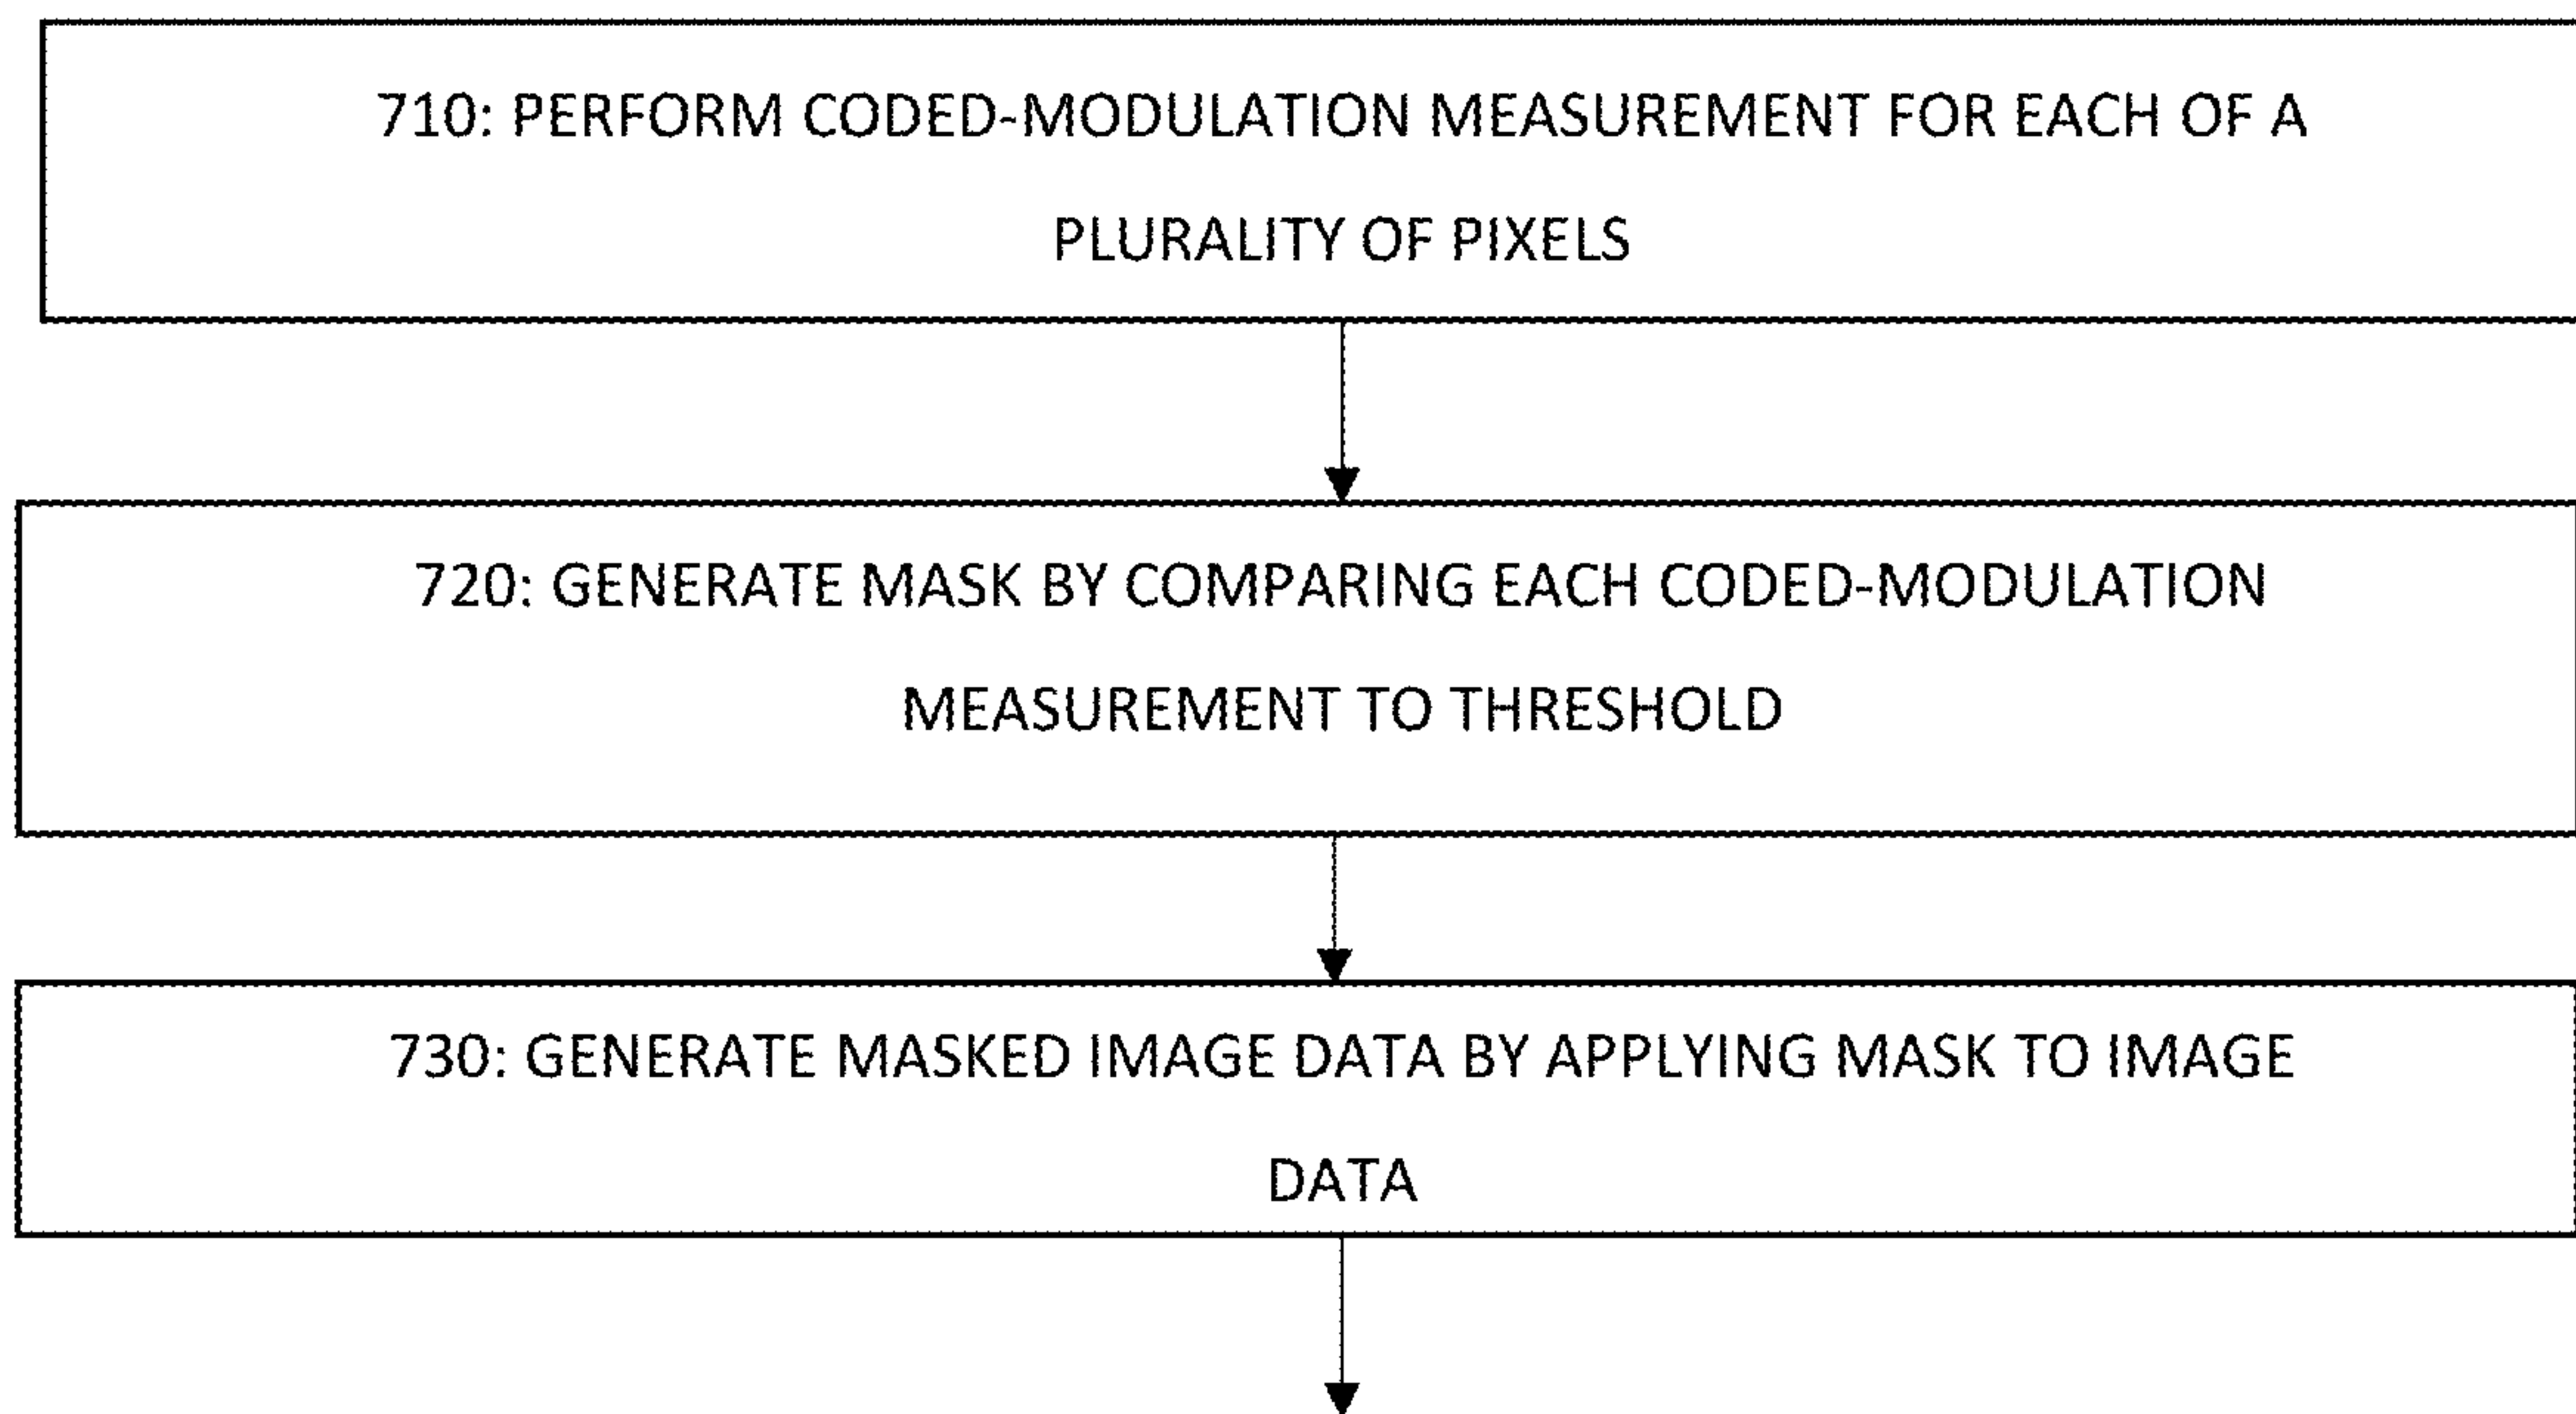 710: PERFORM CODED-MODULATION MEASUREMENT FOR EACH OF A
PLURALITY OF PIXELS
720: GENERATE MASK BY COMPARING EACH CODED-MODULATION
MEASUREMENT TO THRESHOLD
730: GENERATE MASKED IMAGE DATA BY APPLYING MASK TO IMAGE
DATA